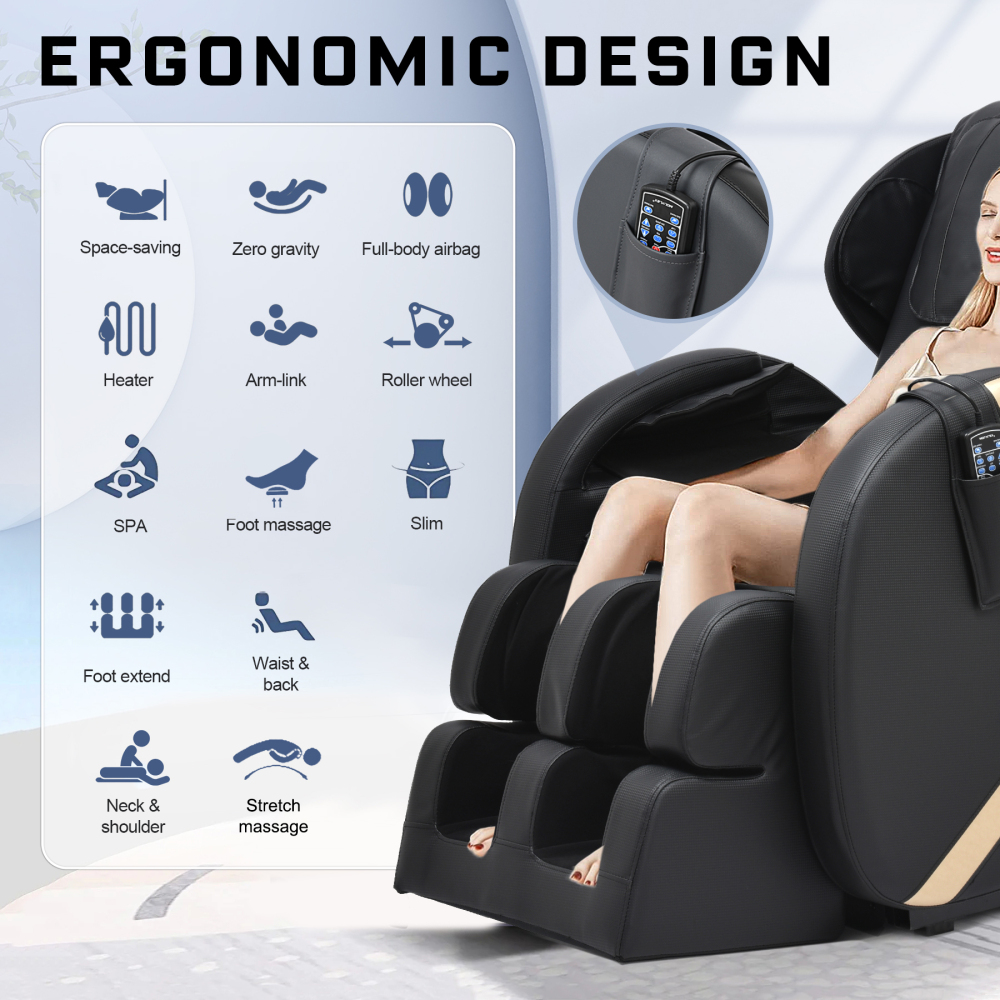 ERGONOMIC DESIGN
Space-saving
Zero gravity
Full-body airbag
Heater
Arm-link
Roller wheel
SPA
Foot massage
Slim
Foot extend
Waist &
back
Neck &
shoulder
Stretch
massage